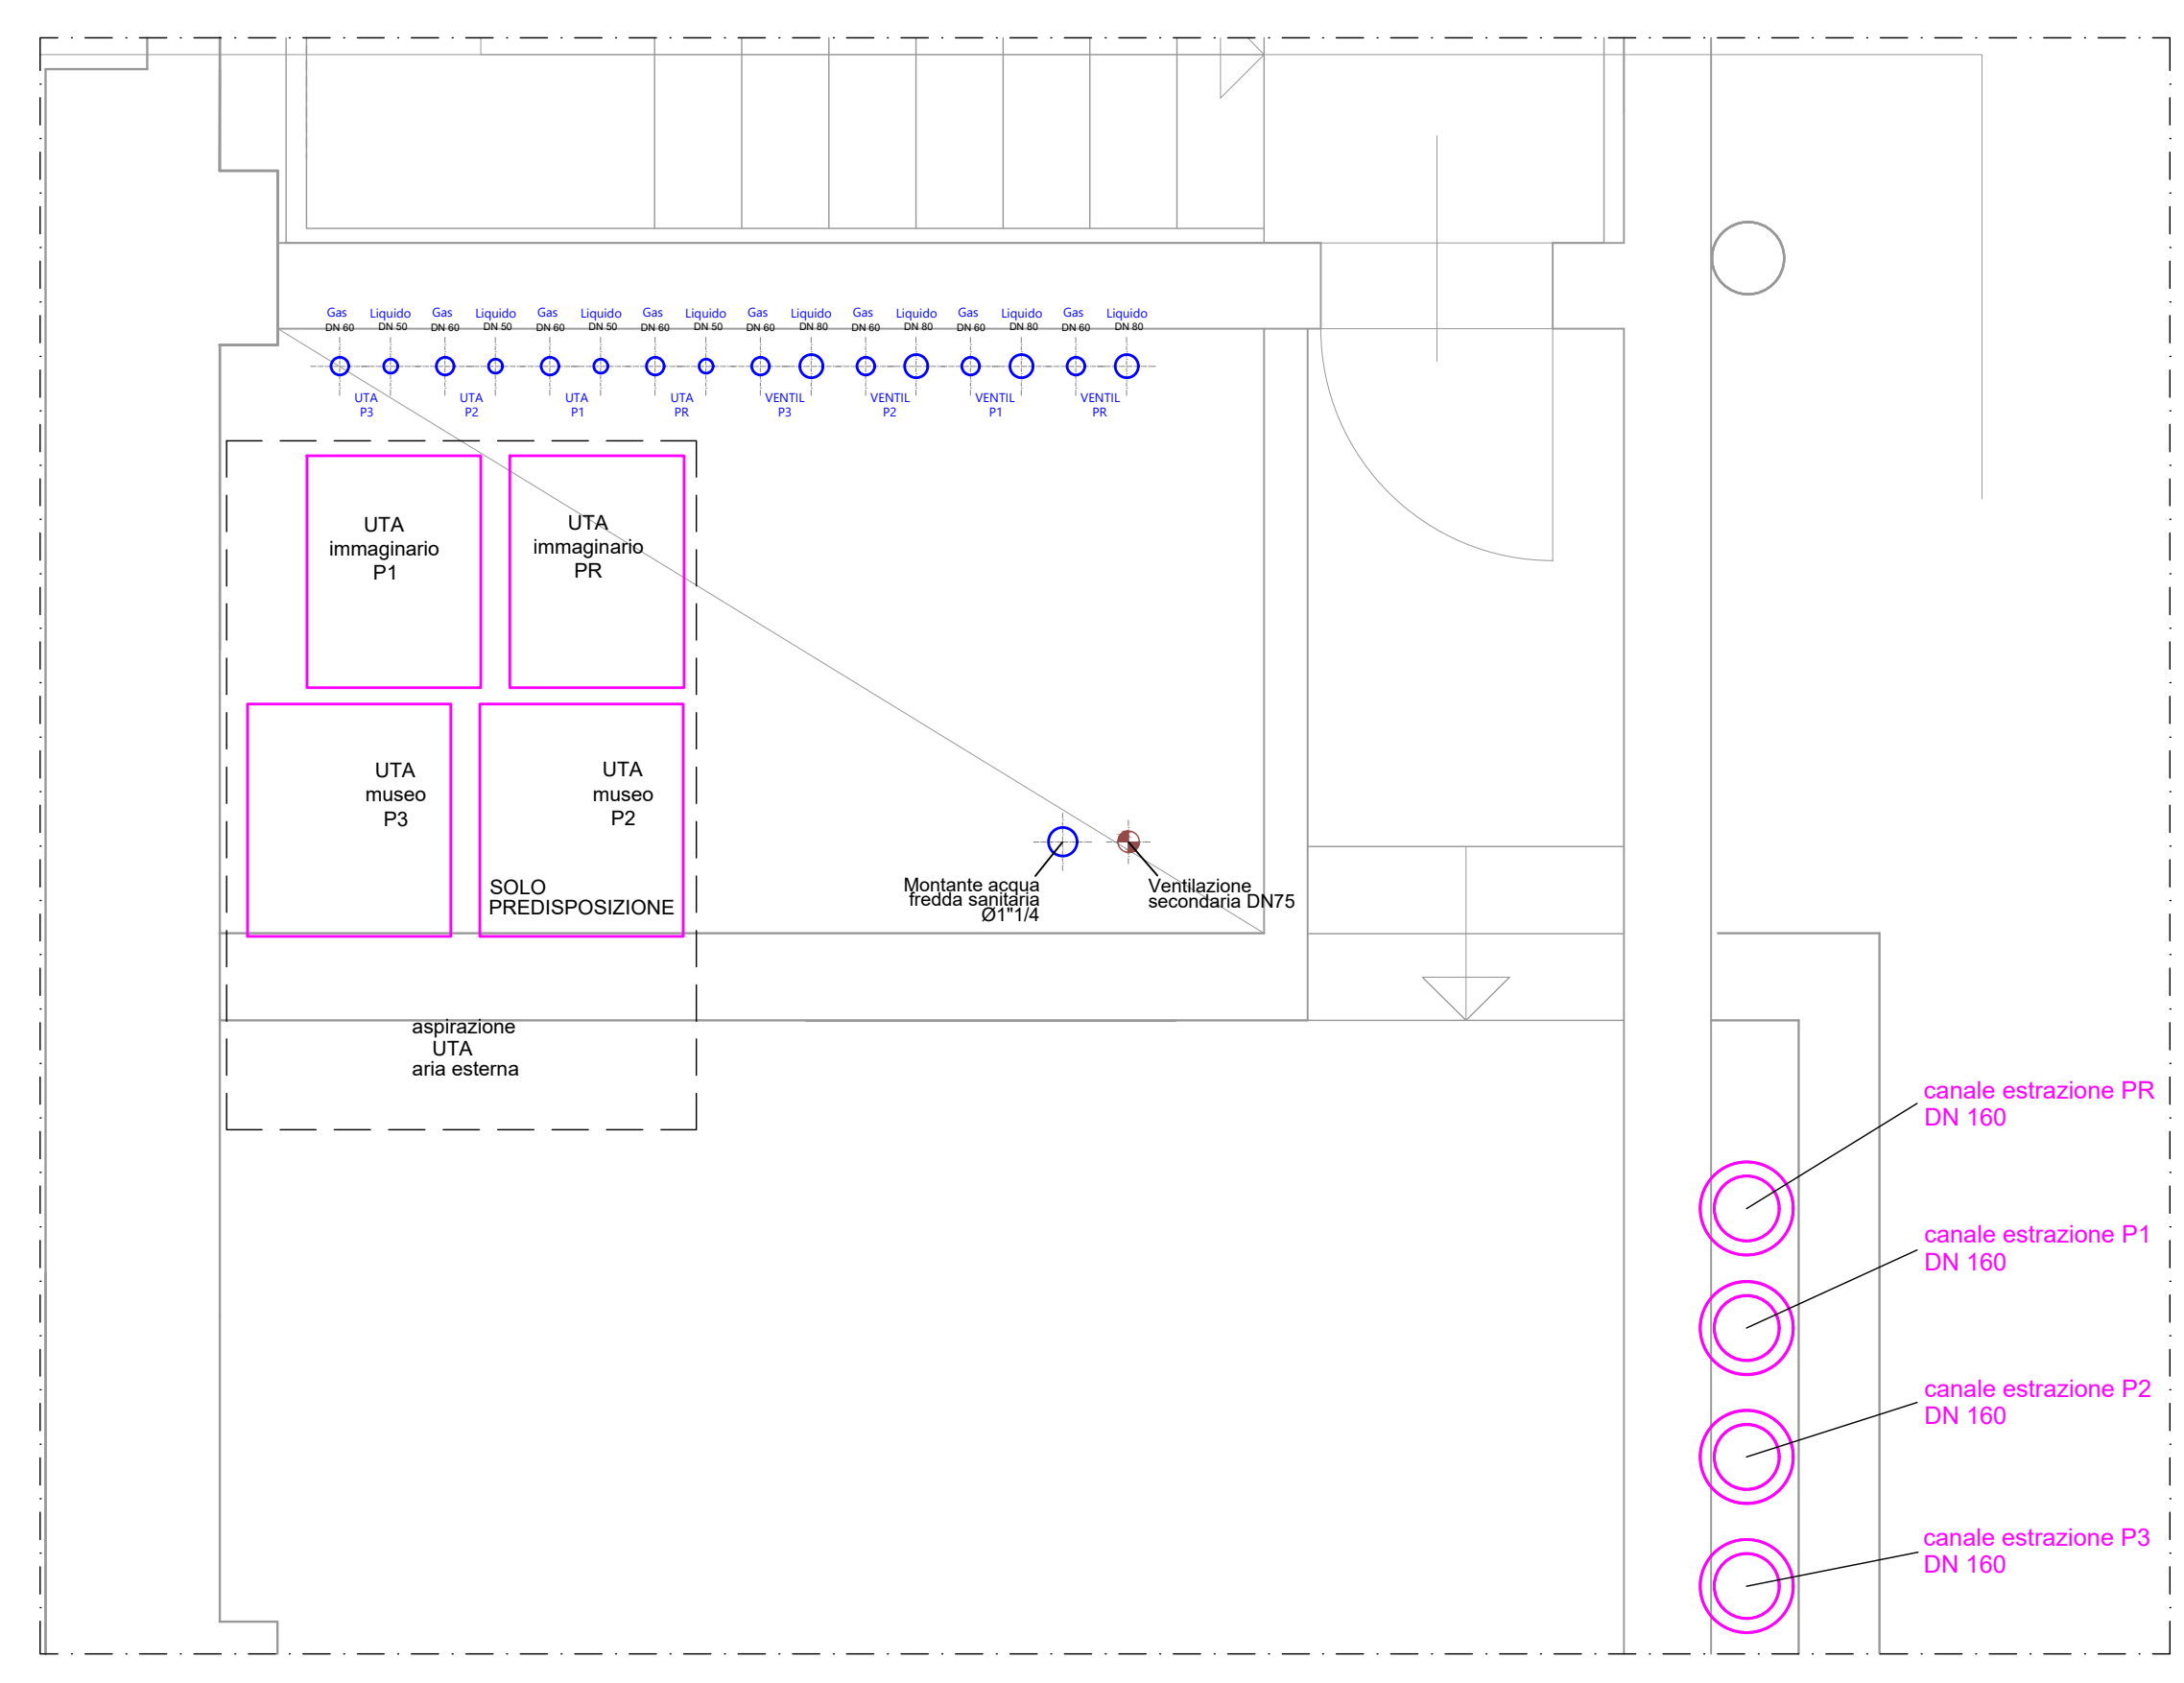 Gas Liquido Gas Liquido Gas Liquido Gas Liquido Gas Liquido Gas Liquido Gas Liquido Gas Liquido
DN 60 DN 50 DN 60 DN 50 DN 60 DN 50 DN 60 DN 50 DN 60 DN 80 DN 60 DN 80 DN 60 DN 80 DN 60 DN 80
UTA UTA UTA UTA VENTIL VENTIL VENTIL VENTIL
P3 P2 P1 PR P3 P2 P1 PR
UTA
immaginario
P1
UTA
immaginario
PR
UTA
museo
P3
UTA
museo
P2
SOLO
PREDISPOSIZIONE
Montante acqua
fredda sanitaria
Ø1"1/4
Ventilazione
secondaria DN75
aspirazione
UTA
aria esterna
canale estrazione PR
DN 160
canale estrazione P1
DN 160
canale estrazione P2
DN 160
canale estrazione P3
DN 160